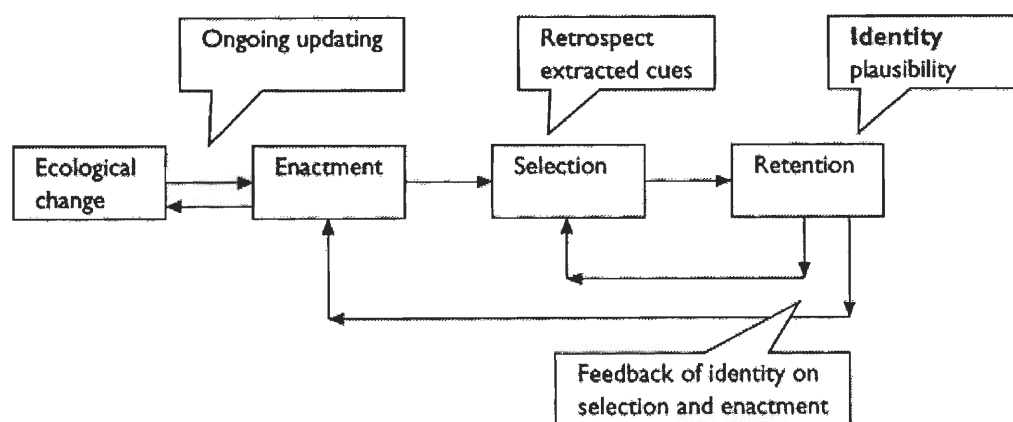 Ongoing updating
Retrospect
extracted cues
Identity
plausibility
Ecological
change
Enactment
Selection
Retention
Feedback of identity on
selection and enactment